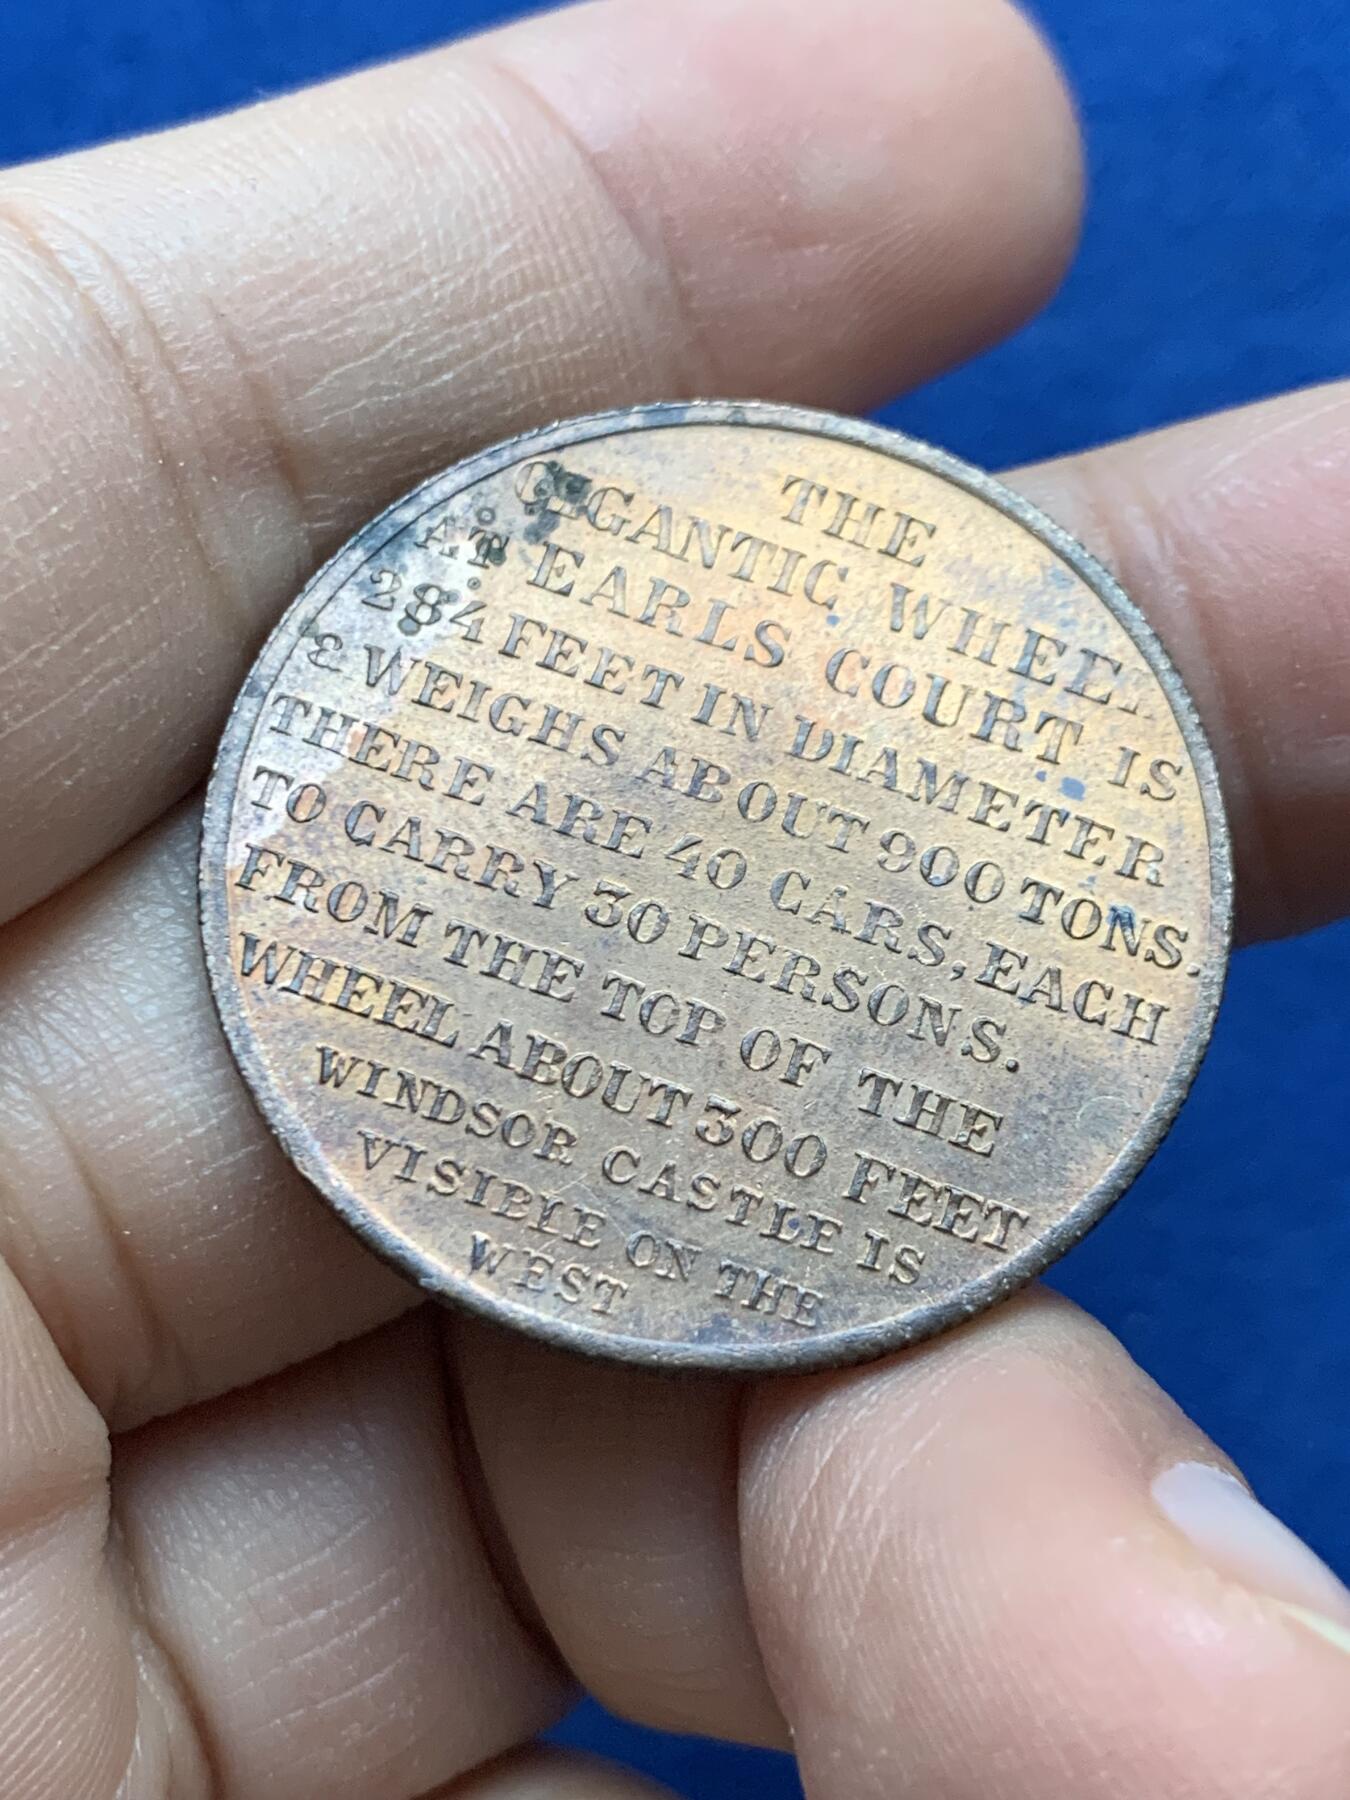 THE
GIGANTIC WHEEL
AT EARLS COURT IS
284 FEET IN DIAMETER
& WEIGHS ABOUT 900 TONS.
THERE ARE 40 CARS, EACH
TO CARRY 30 PERSONS.
FROM THE TOP OF THE
WHEEL ABOUT 300 FEET
WINDSOR CASTLE IS
VISIBLE ON THE
WEST